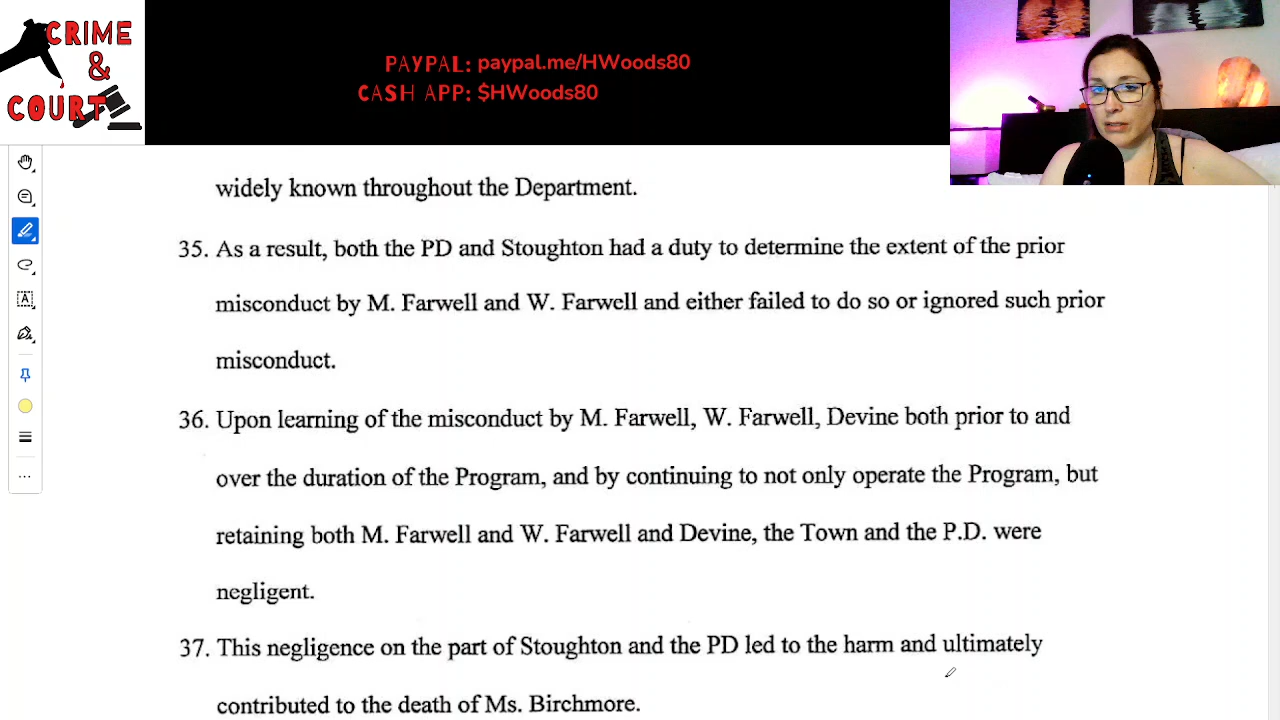 CRIME
&
COURT
PAYPAL: paypal.me/HWoods80
CASH APP: $HWoods80
widely known throughout the Department.
35. As a result, both the PD and Stoughton had a duty to determine the extent of the prior
misconduct by M. Farwell and W. Farwell and either failed to do so or ignored such prior
misconduct.
36. Upon learning of the misconduct by M. Farwell, W. Farwell, Devine both prior to and
over the duration of the Program, and by continuing to not only operate the Program, but
retaining both M. Farwell and W. Farwell and Devine, the Town and the P.D. were
negligent.
37. This negligence on the part of Stoughton and the PD led to the harm and ultimately
contributed to the death of Ms. Birchmore.